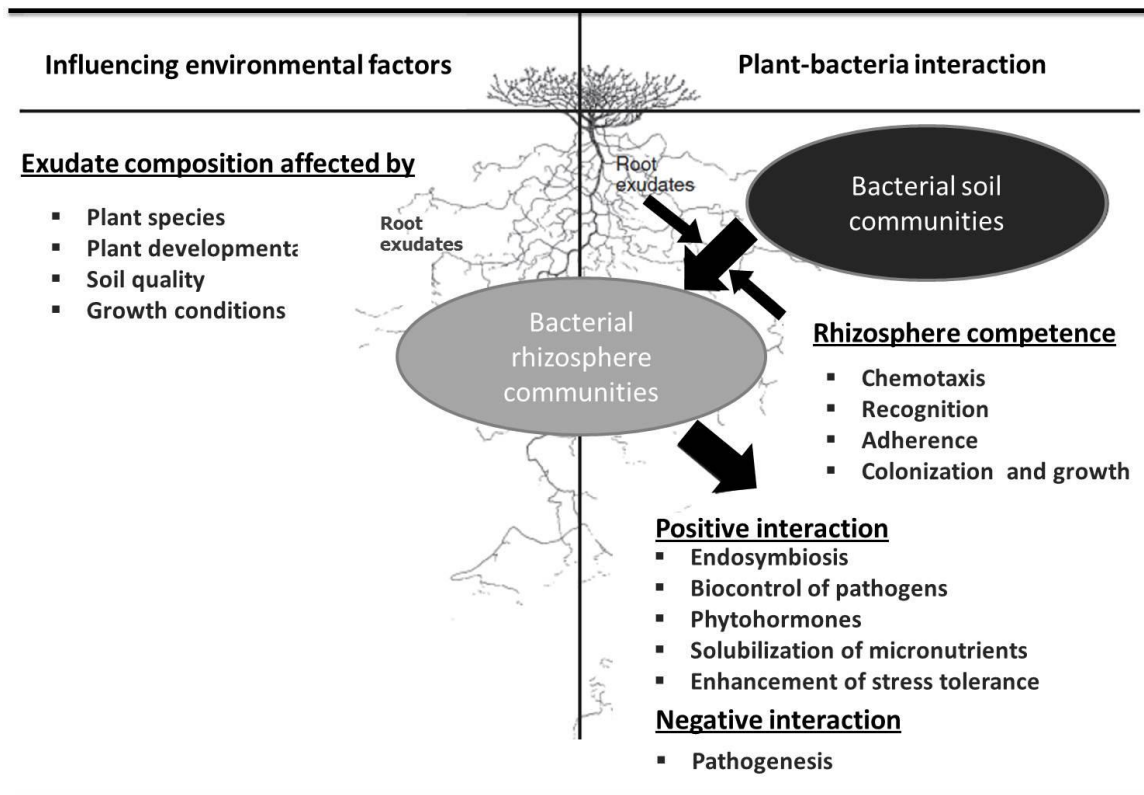 Influencing environmental factors
Plant-bacteria interaction
Exudate composition affected by
▪ Plant species
▪ Plant developmenta
▪ Soil quality
▪ Growth conditions
Root
exudates
Root
exudates
Bacterial soil
communities
Bacterial
rhizosphere
communities
Rhizosphere competence
▪ Chemotaxis
▪ Recognition
▪ Adherence
▪ Colonization and growth
Positive interaction
▪ Endosymbiosis
▪ Biocontrol of pathogens
▪ Phytohormones
▪ Solubilization of micronutrients
▪ Enhancement of stress tolerance
Negative interaction
▪ Pathogenesis